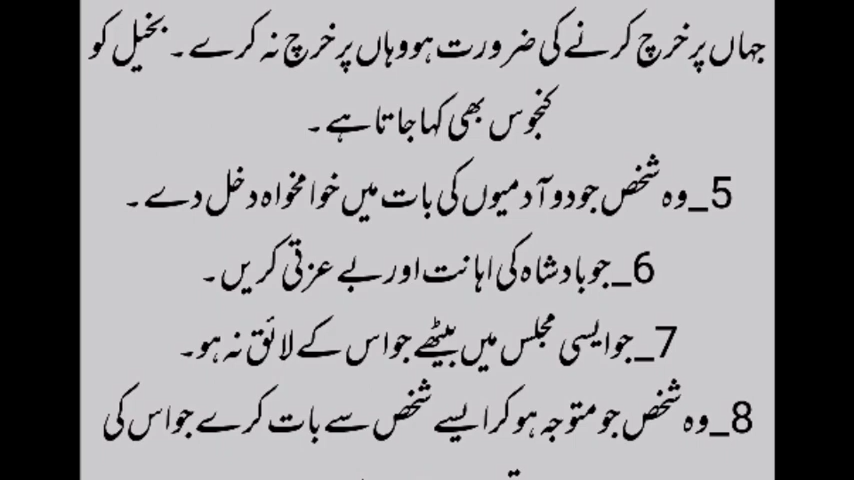 جہاں پر خرچ کرنے کی ضرورت ہو وہاں پر خرچ نہ کرے ۔ بخیل کو
کنجوس بھی کہا جاتا ہے ۔
5_وہ شخص جو دو آدمیوں کی بات میں خوامخواہ دخل دے ۔
6_جو بادشاہ کی اہانت اور بے عزتی کریں ۔
7_جو ایسی مجلس میں بیٹھے جو اس کے لائق نہ ہو ۔
8_وہ شخص جو متوجہ ہو کر ایسے شخص سے بات کرے جو اس کی